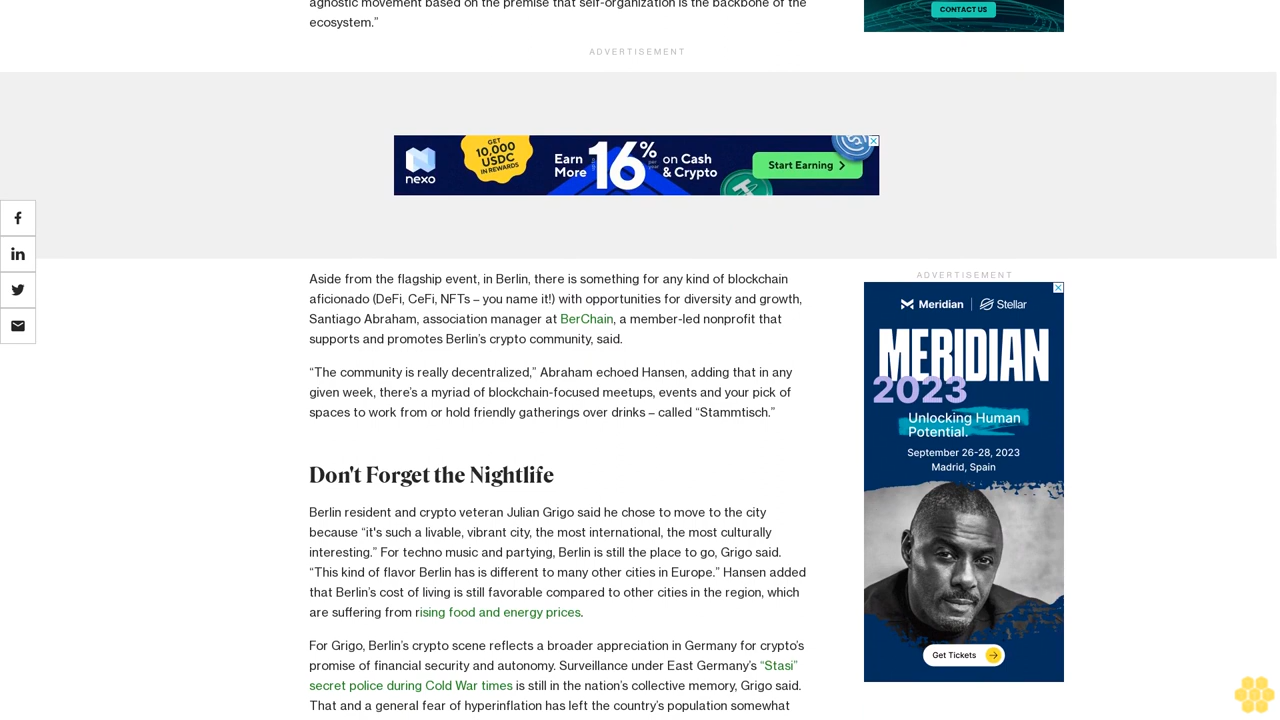 agnostic movement based on the premise that self-organization is the backbone of the
ecosystem.”
CONTACT US
ADVERTISEMENT
nexo
GET
10,000
USDC
IN REWARDS
Earn
More
16%
on Cash
& Crypto
Start Earning
Aside from the flagship event, in Berlin, there is something for any kind of blockchain
aficionado (DeFi, CeFi, NFTs – you name it!) with opportunities for diversity and growth,
Santiago Abraham, association manager at BerChain, a member-led nonprofit that
supports and promotes Berlin’s crypto community, said.
“The community is really decentralized,” Abraham echoed Hansen, adding that in any
given week, there’s a myriad of blockchain-focused meetups, events and your pick of
spaces to work from or hold friendly gatherings over drinks – called “Stammtisch.”
Don't Forget the Nightlife
Berlin resident and crypto veteran Julian Grigo said he chose to move to the city
because “it's such a livable, vibrant city, the most international, the most culturally
interesting.” For techno music and partying, Berlin is still the place to go, Grigo said.
“This kind of flavor Berlin has is different to many other cities in Europe.” Hansen added
that Berlin’s cost of living is still favorable compared to other cities in the region, which
are suffering from rising food and energy prices.
For Grigo, Berlin’s crypto scene reflects a broader appreciation in Germany for crypto’s
promise of financial security and autonomy. Surveillance under East Germany’s “Stasi”
secret police during Cold War times is still in the nation’s collective memory, Grigo said.
That and a general fear of hyperinflation has left the country’s population somewhat
ADVERTISEMENT
Meridian | Stellar
MERIDIAN
2023
Unlocking Human
Potential.
September 26-28, 2023
Madrid, Spain
Get Tickets